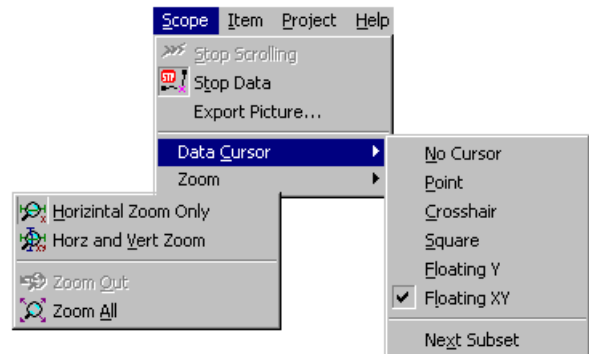 Scope Item Project Help
Stop Scrolling
STP Stop Data
Export Picture...
Data Cursor
Zoom
Horizintal Zoom Only
Horz and Vert Zoom
Zoom Out
Zoom All
No Cursor
Point
Crosshair
Square
Floating Y
Floating XY
Next Subset